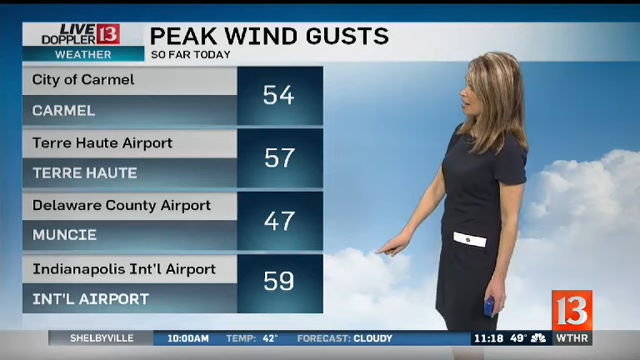 LIVE
DOPPLER 13
WEATHER
PEAK WIND GUSTS
SO FAR TODAY
City of Carmel
CARMEL
54
Terre Haute Airport
TERRE HAUTE
57
Delaware County Airport
MUNCIE
47
Indianapolis Int'l Airport
INT'L AIRPORT
59
13
WTHR
SHELBYVILLE 10:00AM TEMP: 42° FORECAST: CLOUDY 11:18 49°